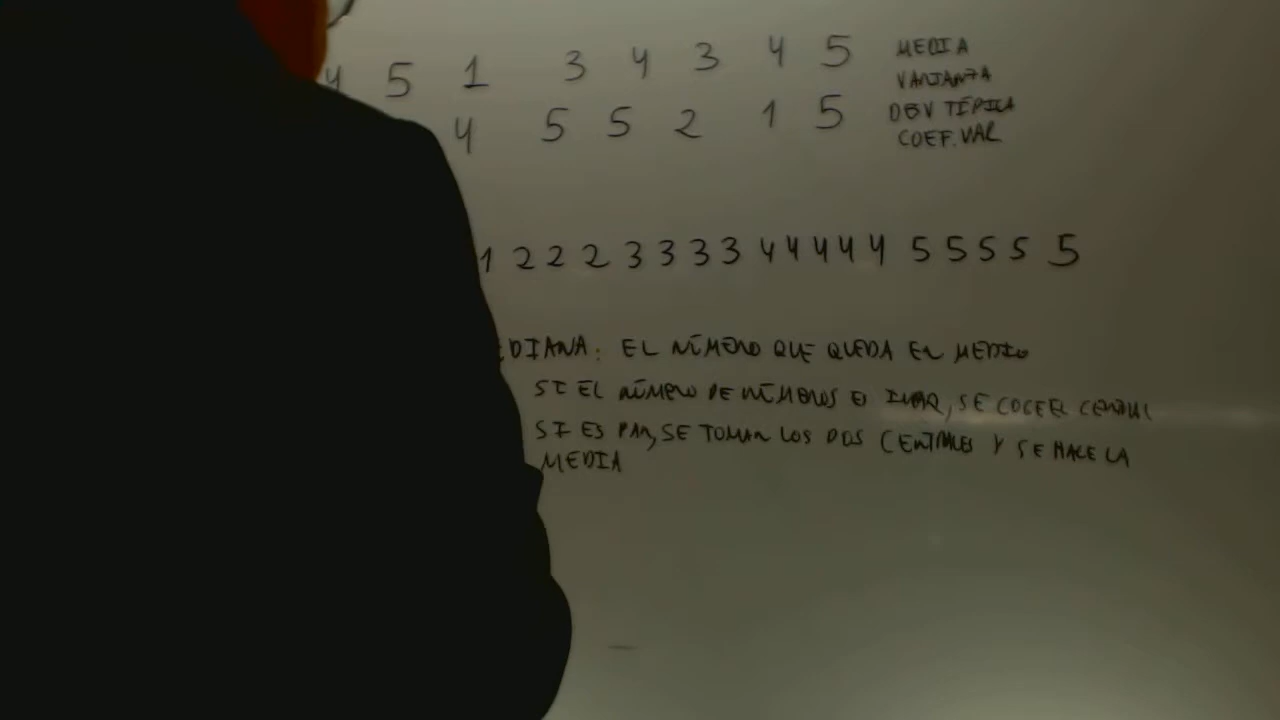 4 5 1 3 4 3 4 5 MEDIA
VARIANZA
4 5 5 2 1 5 DESV TÍPICA
COEF. VAR
1 2 2 2 3 3 3 3 4 4 4 4 4 5 5 5 5 5
EDIANA: EL NÚMERO QUE QUEDA EN MEDIO
SI EL NÚMERO DE NÚMEROS ES IMPAR, SE COGE EL CENTRAL
SI ES PAR, SE TOMAN LOS DOS CENTRALES Y SE HACE LA
MEDIA